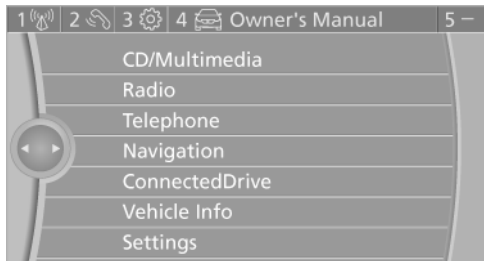 1 2 3 4 Owner's Manual 5 –
CD/Multimedia
Radio
Telephone
Navigation
ConnectedDrive
Vehicle Info
Settings